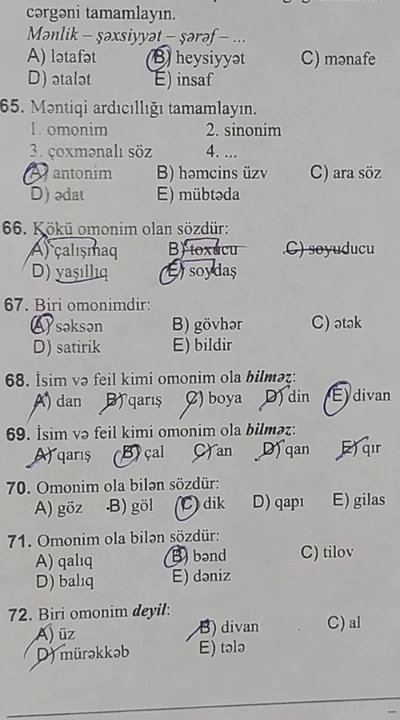 cərgəni tamamlayın.
Mənlik – şəxsiyyət – şərəf – ...
A) lətafət B) heysiyyət C) mənafe
D) ətalət E) insaf
65. Məntiqi ardıcıllığı tamamlayın.
1. omonim 2. sinonim
3. çoxmənalı söz 4. ...
A) antonim B) həmcins üzv C) ara söz
D) ədat E) mübtəda
66. Kökü omonim olan sözdür:
A) çalışmaq B) toxucu C) soyuducu
D) yaşıllıq E) soydaş
67. Biri omonimdir:
A) səksən B) gövhər C) ətək
D) satirik E) bildir
68. İsim və feil kimi omonim ola bilməz:
A) dan B) qarış C) boya D) din E) divan
69. İsim və feil kimi omonim ola bilməz:
A) qarış B) çal C) an D) qan E) qır
70. Omonim ola bilən sözdür:
A) göz B) göl C) dik D) qapı E) gilas
71. Omonim ola bilən sözdür:
A) qalıq B) bənd C) tilov
D) balıq E) dəniz
72. Biri omonim deyil:
A) üz B) divan C) al
D) mürəkkəb E) tələ